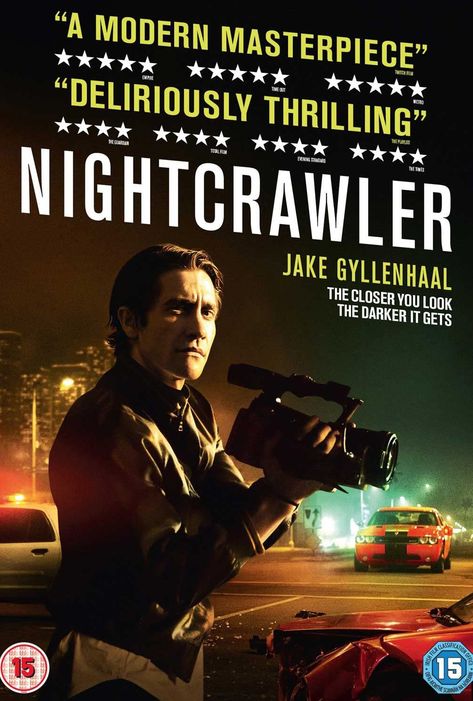 “A MODERN MASTERPIECE”
EMPIRE
TIME OUT
TWITCH FILM
METRO
“DELIRIOUSLY THRILLING”
THE PLAYLIST
THE GUARDIAN
TOTAL FILM
EVENING STANDARD
THE TIMES
NIGHTCRAWLER
JAKE GYLLENHAAL
THE CLOSER YOU LOOK
THE DARKER IT GETS
15
15